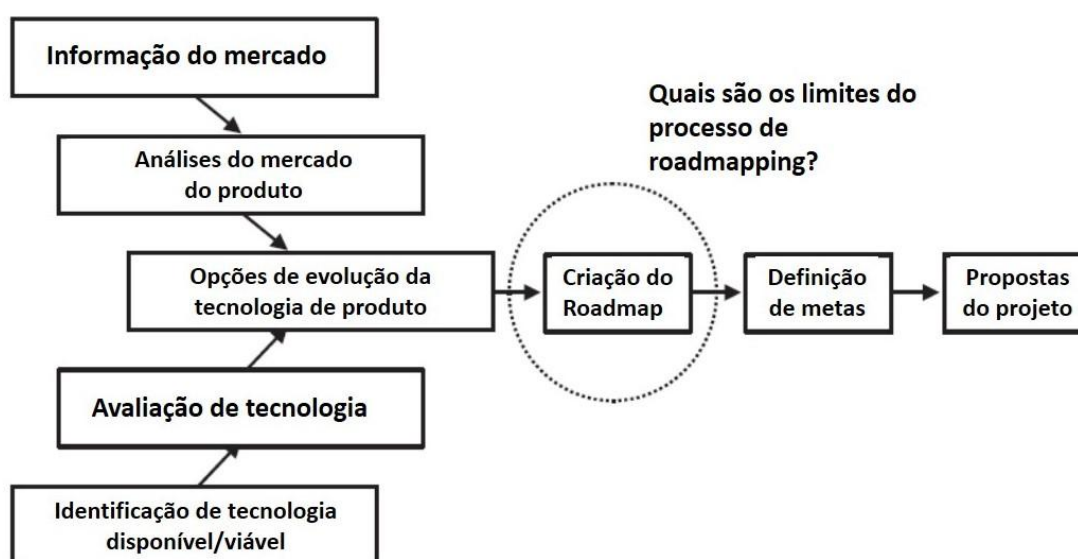 Informação do mercado
Quais são os limites do
processo de
roadmapping?
Análises do mercado
do produto
Opções de evolução da
tecnologia de produto
Criação do
Roadmap
Definição
de metas
Propostas
do projeto
Avaliação de tecnologia
Identificação de tecnologia
disponível/viável